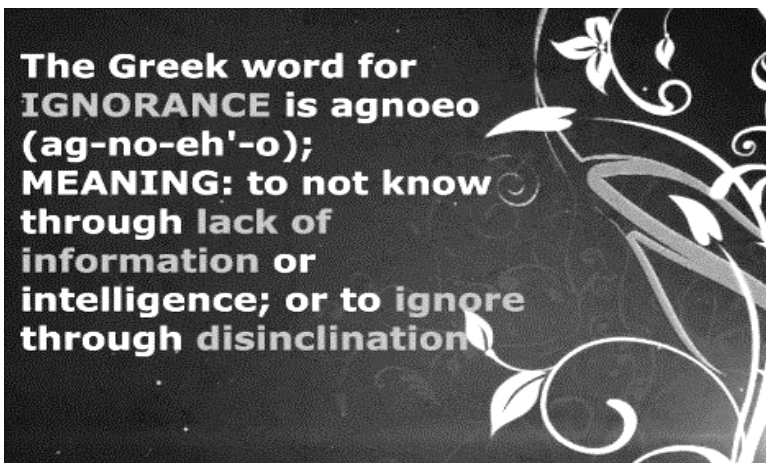 The Greek word for
IGNORANCE is agnoeo
(ag-no-eh'-o);
MEANING: to not know
through lack of
information or
intelligence; or to ignore
through disinclination